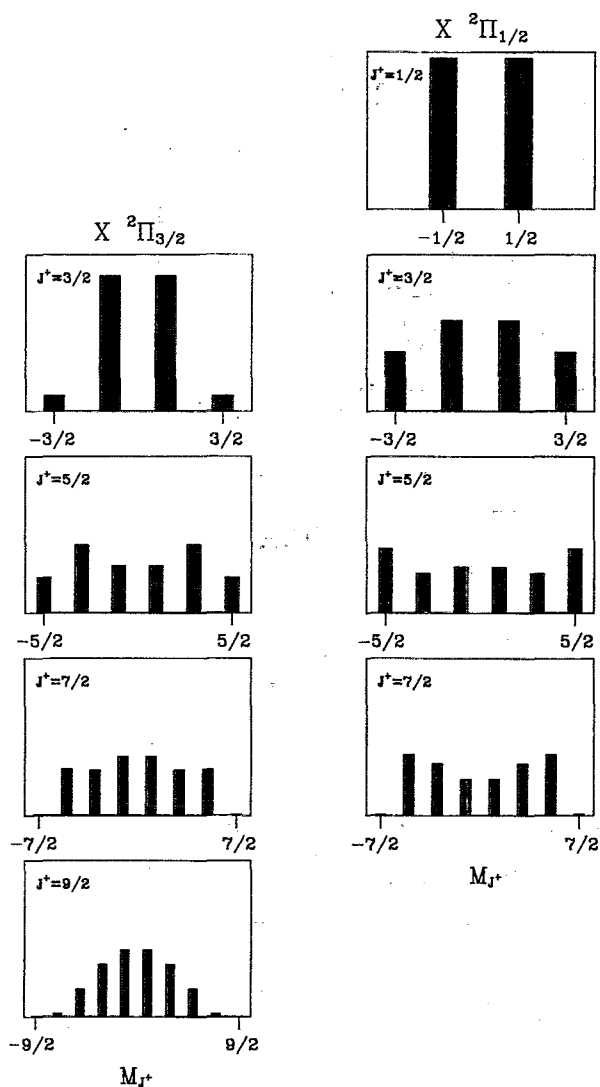 X ²Π₁/₂
J⁺=1/2
-1/2 1/2
X ²Π₃/₂
J⁺=3/2
-3/2 3/2
J⁺=3/2
-3/2 3/2
J⁺=5/2
-5/2 5/2
J⁺=5/2
-5/2 5/2
J⁺=7/2
-7/2 7/2
J⁺=7/2
-7/2 7/2
M_J⁺
J⁺=9/2
-9/2 9/2
M_J⁺